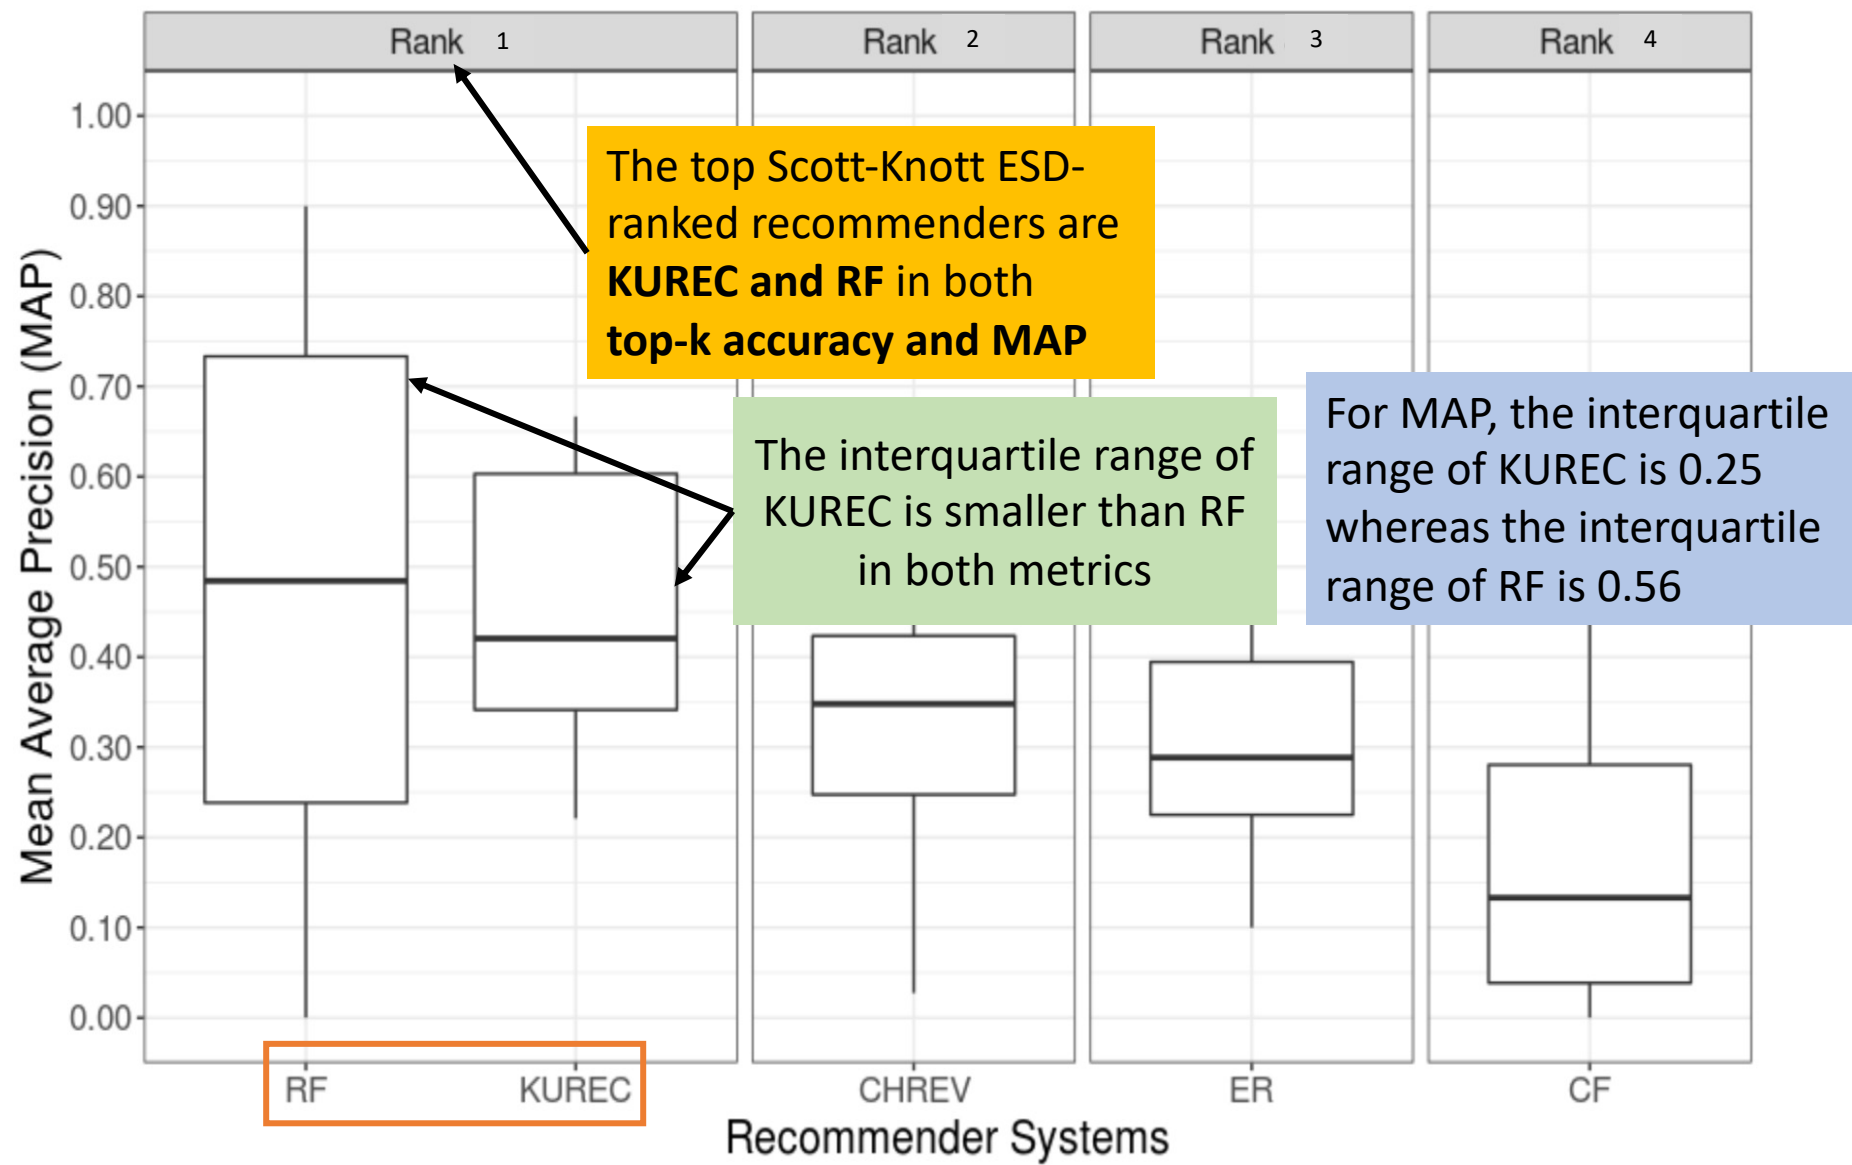 Rank 1
Rank 2
Rank 3
Rank 4
Mean Average Precision (MAP)
1.00
0.90
0.80
0.70
0.60
0.50
0.40
0.30
0.20
0.10
0.00
The top Scott-Knott ESD-
ranked recommenders are
KUREC and RF in both
top-k accuracy and MAP
The interquartile range of
KUREC is smaller than RF
in both metrics
For MAP, the interquartile
range of KUREC is 0.25
whereas the interquartile
range of RF is 0.56
RF
KUREC
CHREV
ER
CF
Recommender Systems